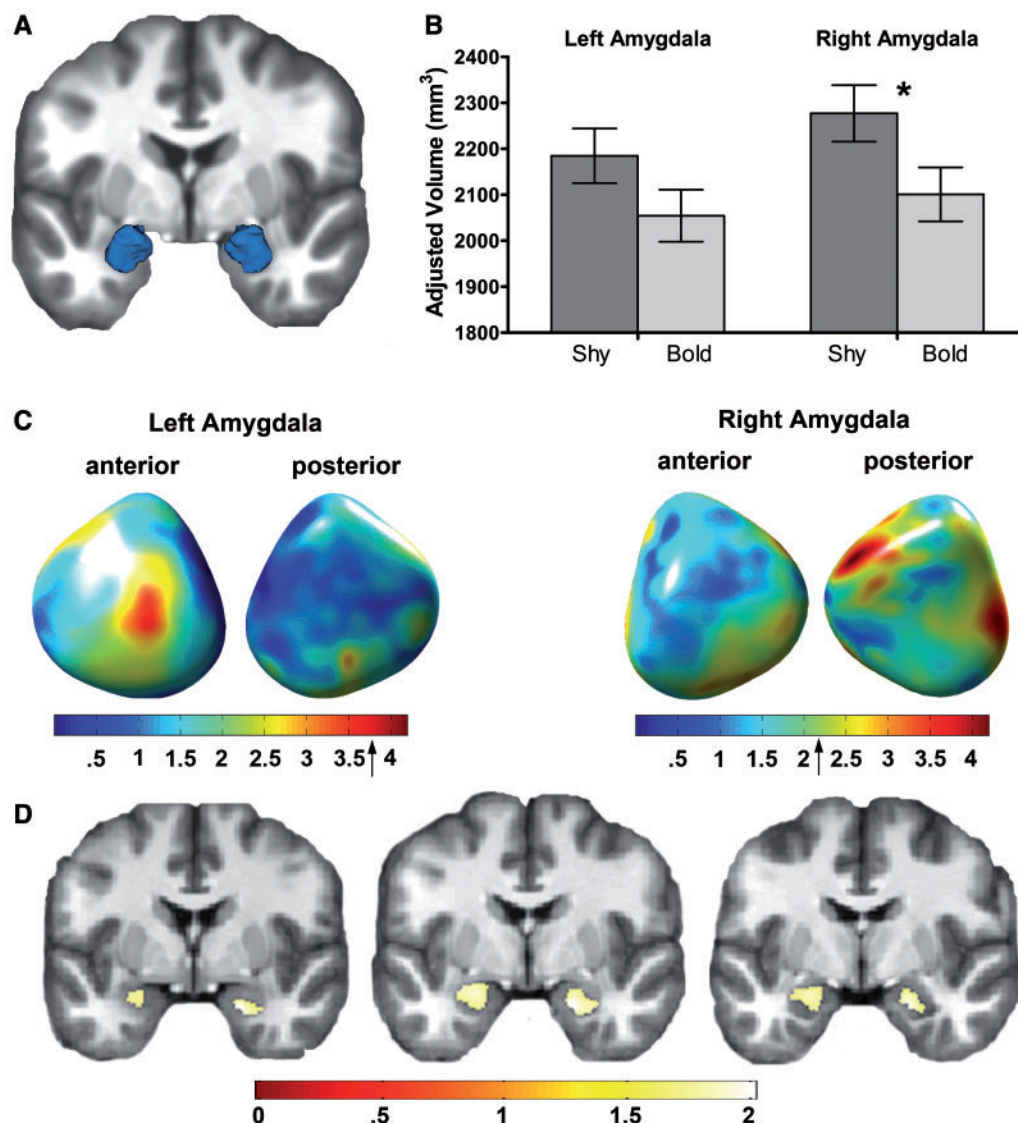 A
B
Left Amygdala Right Amygdala
Adjusted Volume (mm³)
2400
2300
2200
2100
2000
1900
1800
*
Shy Bold Shy Bold
C
Left Amygdala Right Amygdala
anterior posterior anterior posterior
.5 1 1.5 2 2.5 3 3.5 4
.5 1 1.5 2 2.5 3 3.5 4
D
0 .5 1 1.5 2